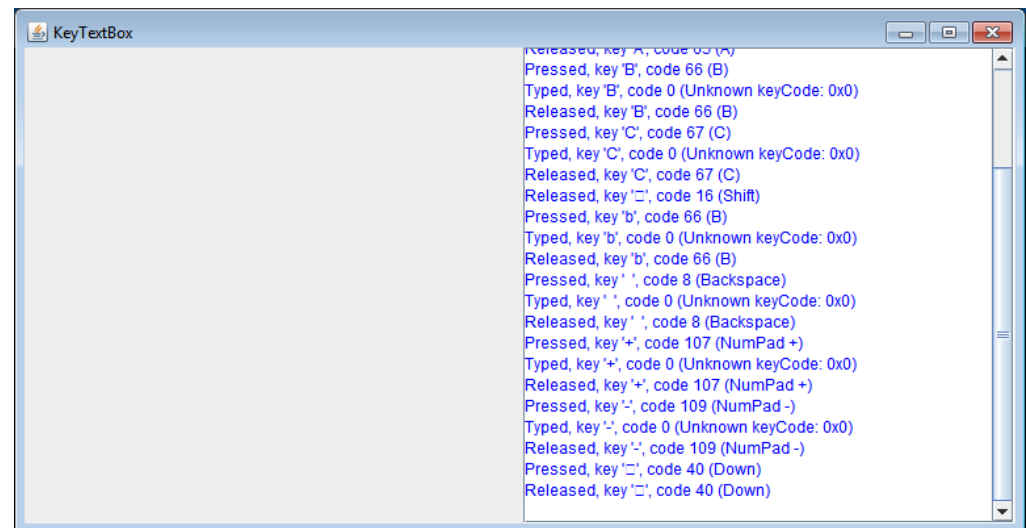 KeyTextBox
Released, key 'A', code 65 (A)
Pressed, key 'B', code 66 (B)
Typed, key 'B', code 0 (Unknown keyCode: 0x0)
Released, key 'B', code 66 (B)
Pressed, key 'C', code 67 (C)
Typed, key 'C', code 0 (Unknown keyCode: 0x0)
Released, key 'C', code 67 (C)
Released, key '□', code 16 (Shift)
Pressed, key 'b', code 66 (B)
Typed, key 'b', code 0 (Unknown keyCode: 0x0)
Released, key 'b', code 66 (B)
Pressed, key ' ', code 8 (Backspace)
Typed, key ' ', code 0 (Unknown keyCode: 0x0)
Released, key ' ', code 8 (Backspace)
Pressed, key '+', code 107 (NumPad +)
Typed, key '+', code 0 (Unknown keyCode: 0x0)
Released, key '+', code 107 (NumPad +)
Pressed, key '-', code 109 (NumPad -)
Typed, key '-', code 0 (Unknown keyCode: 0x0)
Released, key '-', code 109 (NumPad -)
Pressed, key '□', code 40 (Down)
Released, key '□', code 40 (Down)